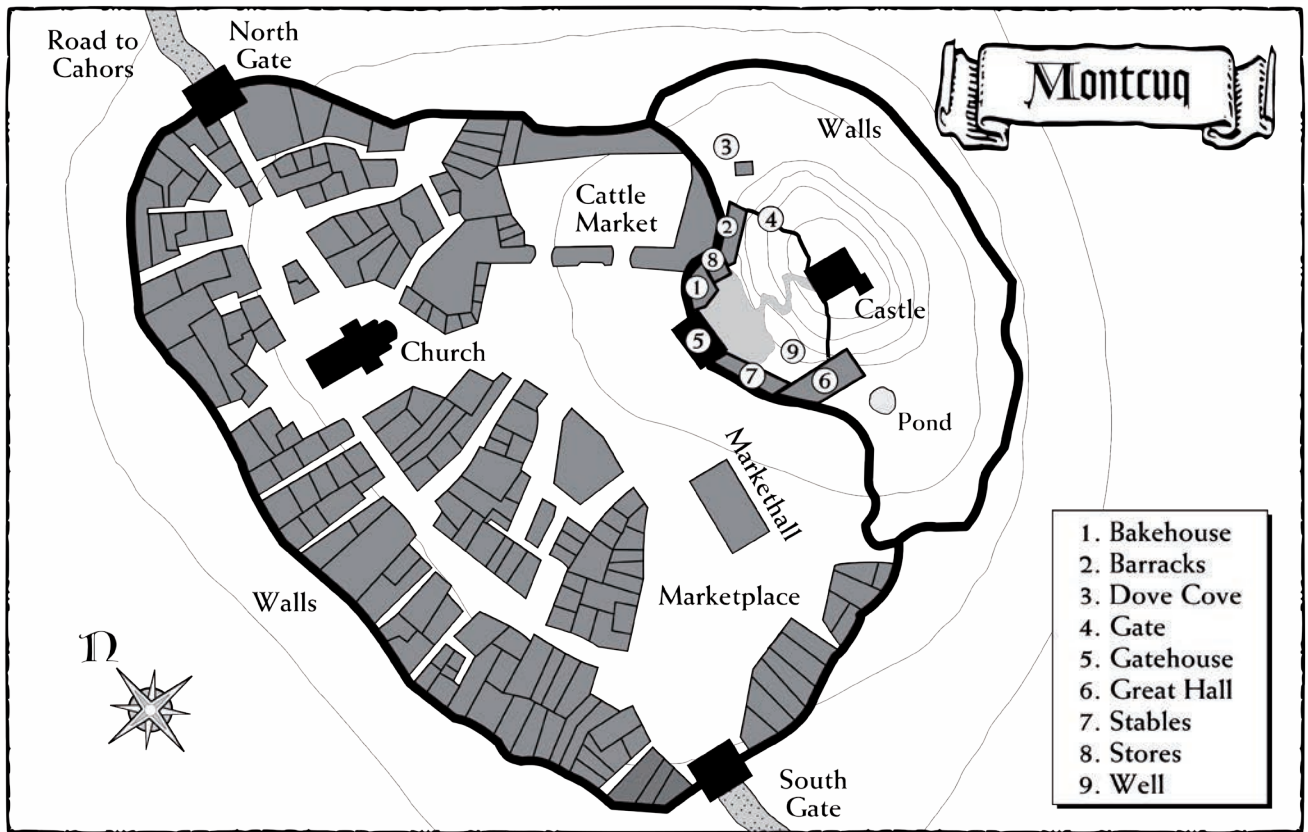 Road to
Cahors
North
Gate
Montcuq
Walls
3
Cattle
Market
2
4
8
1
Castle
Church
5
9
7
6
Pond
Markethall
Marketplace
Walls
N
South
Gate
1. Bakehouse
2. Barracks
3. Dove Cove
4. Gate
5. Gatehouse
6. Great Hall
7. Stables
8. Stores
9. Well